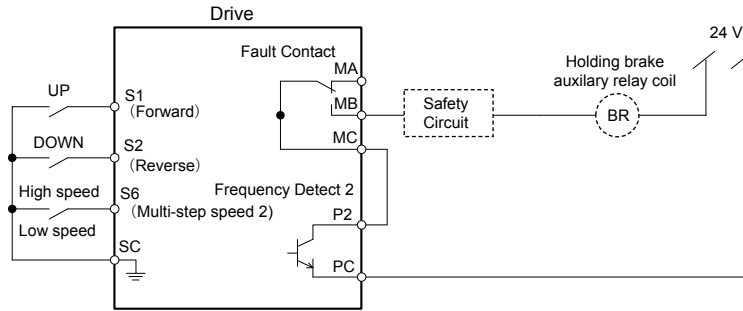 Drive
24 V
Fault Contact
MA
Holding brake
auxilary relay coil
UP
S1
(Forward)
MB
Safety
Circuit
BR
DOWN
S2
(Reverse)
MC
High speed
S6
Frequency Detect 2
(Multi-step speed 2)
P2
Low speed
SC
PC